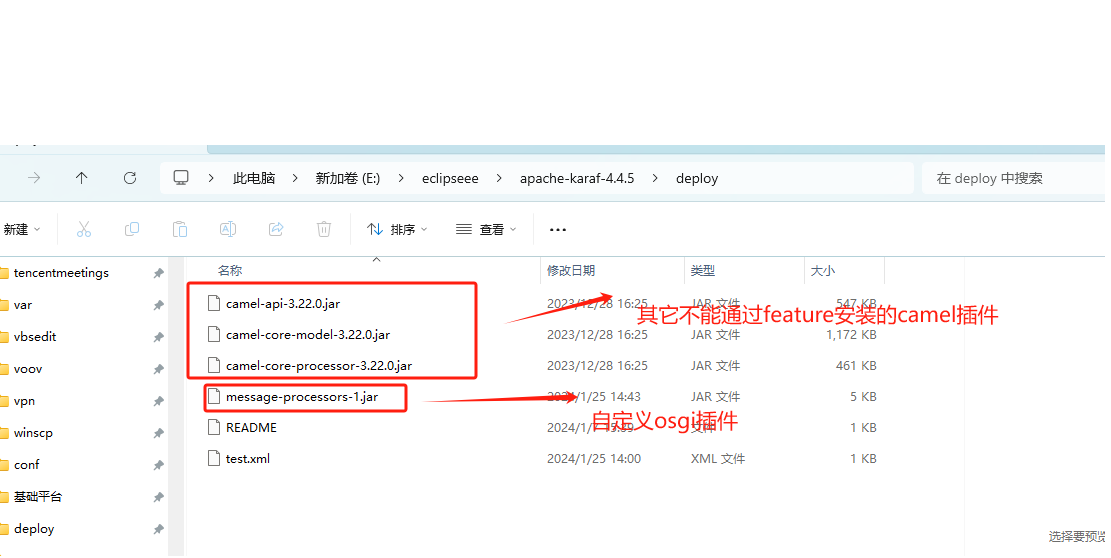 此电脑 新加卷 (E:) eclipseee apache-karaf-4.4.5 deploy 在 deploy 中搜索
新建 排序 查看 ...
名称 修改日期 类型 大小
tencentmeetings
var
vbsedit
voov
vpn
winscp
conf
基础平台
deploy
camel-api-3.22.0.jar 2023/12/28 16:25 JAR 文件 547 KB
其它不能通过feature安装的camel插件
camel-core-model-3.22.0.jar 2023/12/28 16:25 JAR 文件 1,172 KB
camel-core-processor-3.22.0.jar 2023/12/28 16:25 JAR 文件 461 KB
message-processors-1.jar 2024/1/25 14:43 JAR 文件 5 KB
自定义osgi插件
README 文件 1 KB
test.xml 2024/1/25 14:00 XML 文件 1 KB
选择要预览